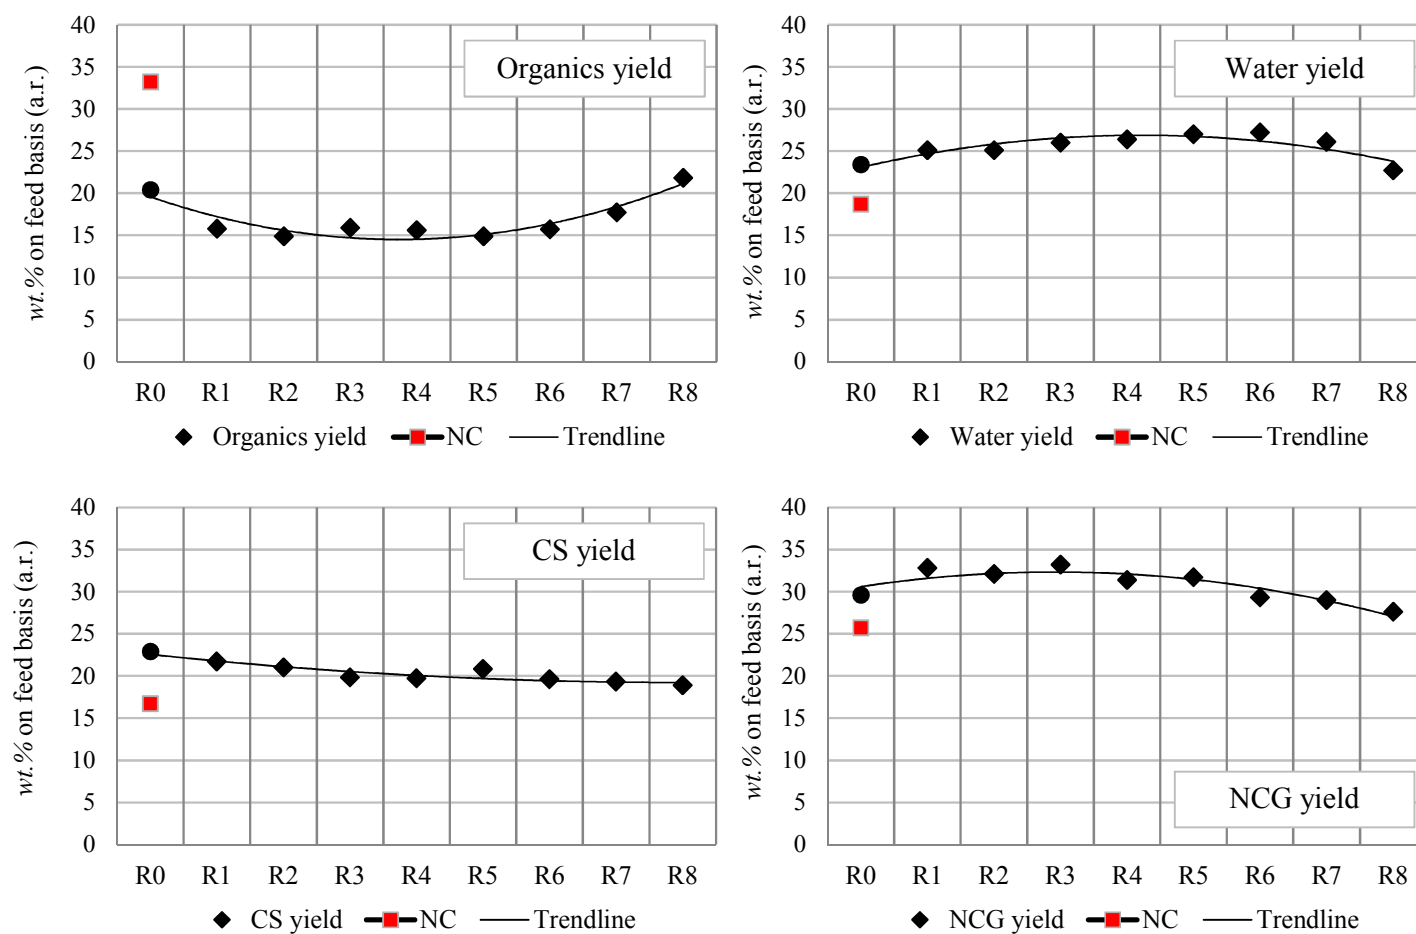 Organics yield
wt.% on feed basis (a.r.)
40
35
30
25
20
15
10
5
0
R0 R1 R2 R3 R4 R5 R6 R7 R8
Organics yield NC Trendline
Water yield
wt.% on feed basis (a.r.)
40
35
30
25
20
15
10
5
0
R0 R1 R2 R3 R4 R5 R6 R7 R8
Water yield NC Trendline
CS yield
wt.% on feed basis (a.r.)
40
35
30
25
20
15
10
5
0
R0 R1 R2 R3 R4 R5 R6 R7 R8
CS yield NC Trendline
NCG yield
wt.% on feed basis (a.r.)
40
35
30
25
20
15
10
5
0
R0 R1 R2 R3 R4 R5 R6 R7 R8
NCG yield NC Trendline